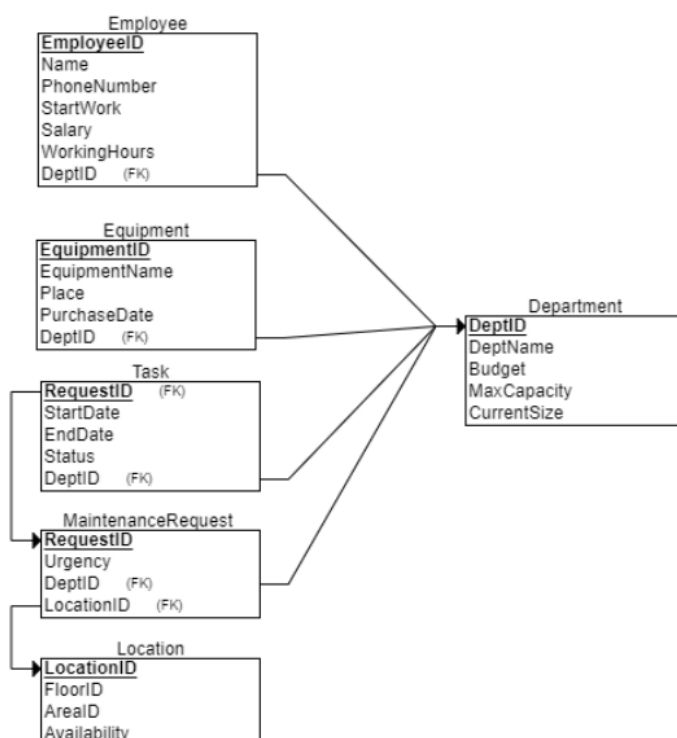 Employee
EmployeeID
Name
PhoneNumber
StartWork
Salary
WorkingHours
DeptID (FK)
Equipment
EquipmentID
EquipmentName
Place
PurchaseDate
DeptID (FK)
Task
RequestID (FK)
StartDate
EndDate
Status
DeptID (FK)
MaintenanceRequest
RequestID
Urgency
DeptID (FK)
LocationID (FK)
Location
LocationID
FloorID
AreaID
Availability
Department
DeptID
DeptName
Budget
MaxCapacity
CurrentSize